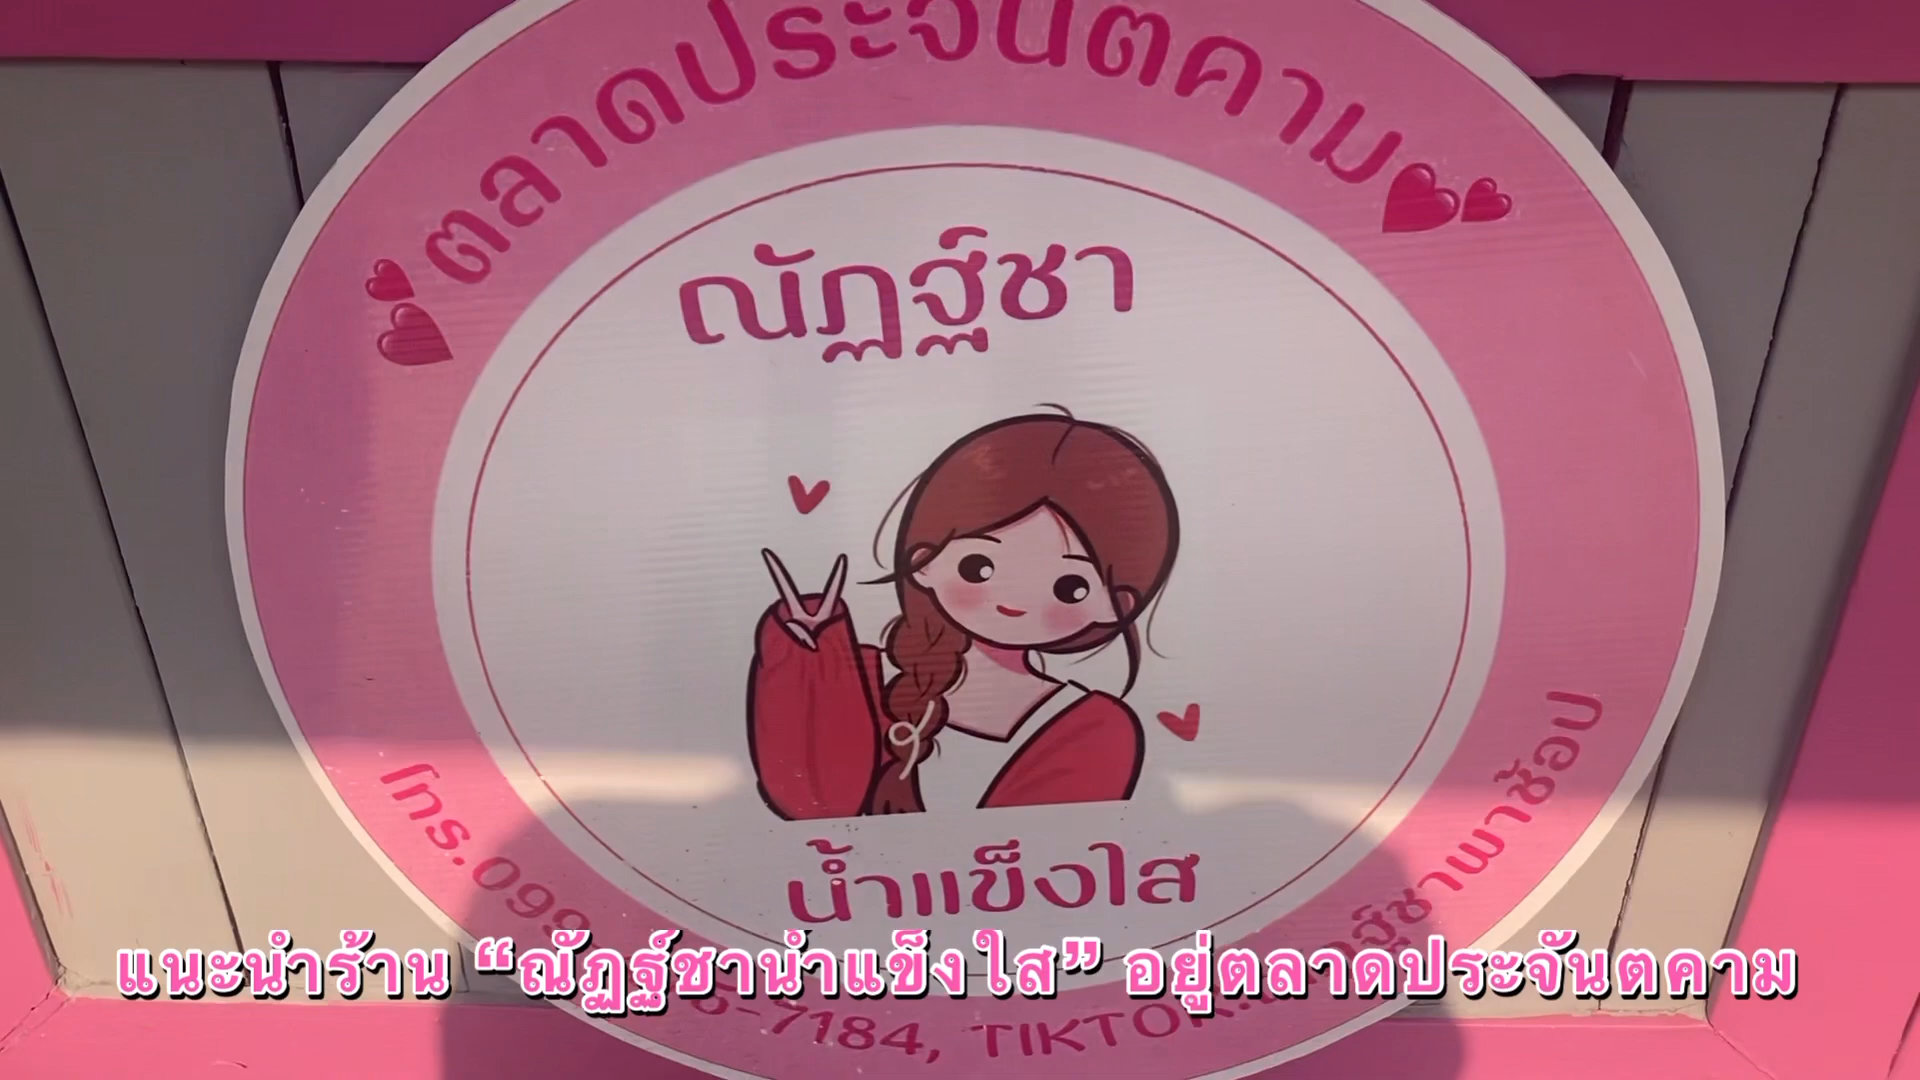 ตลาดประจันตคาม
ณัฏฐ์ชา
น้ำแข็งใส
โทร.099
5-7184, TIKTOK:
ชาพาช้อป
แนะนำร้าน “ณัฏฐ์ชาน้ำแข็งใส” อยู่ตลาดประจันตคาม